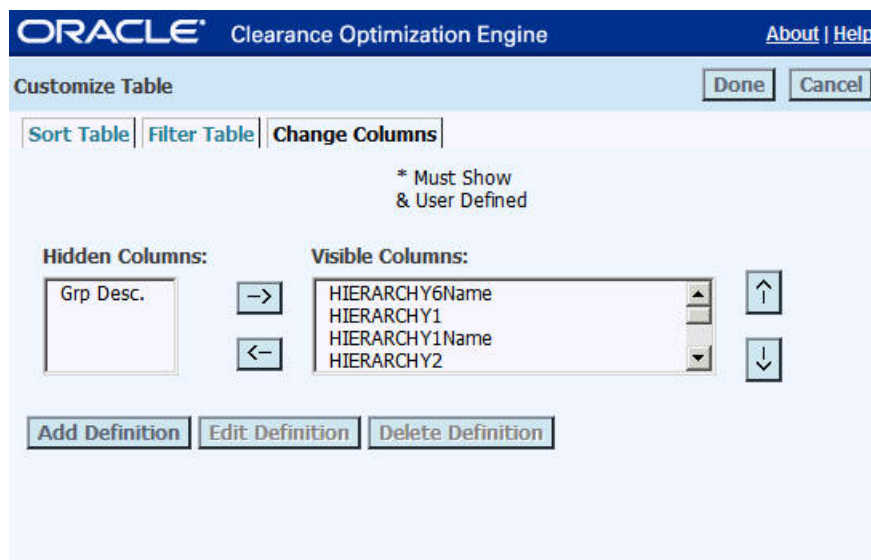 ORACLE Clearance Optimization Engine About | Help
Customize Table Done Cancel
Sort Table Filter Table Change Columns
* Must Show
& User Defined
Hidden Columns: Visible Columns:
Grp Desc. –> HIERARCHY6Name
HIERARCHY1
HIERARCHY1Name
<– HIERARCHY2
Add Definition Edit Definition Delete Definition